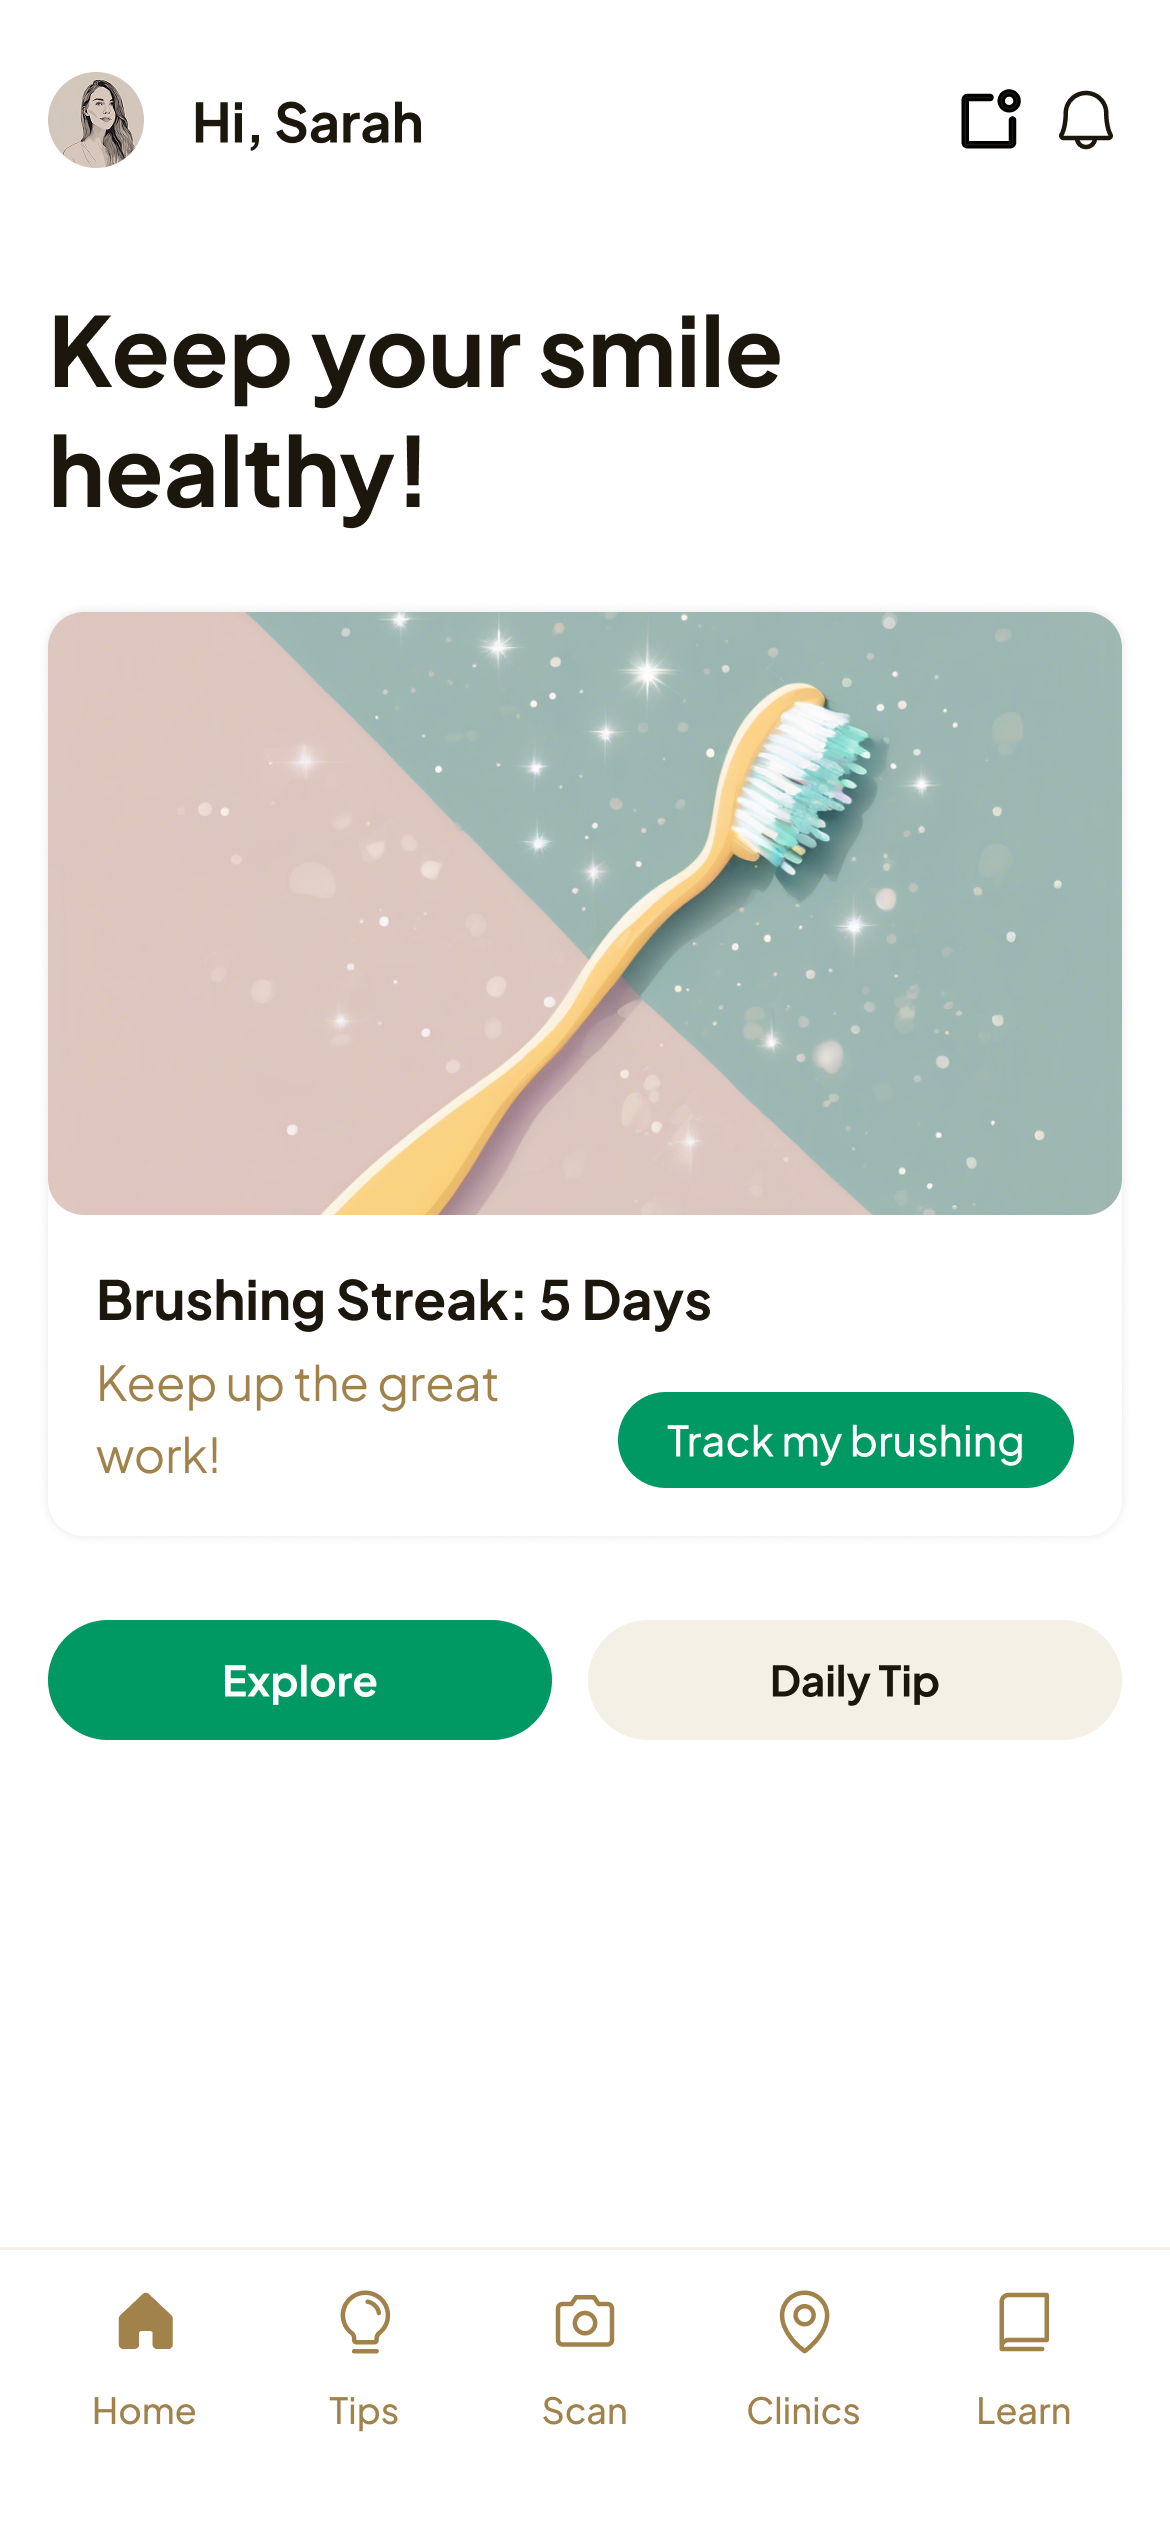 Hi, Sarah
Keep your smile
healthy!
Brushing Streak: 5 Days
Keep up the great
work!
Track my brushing
Explore
Daily Tip
Home
Tips
Scan
Clinics
Learn